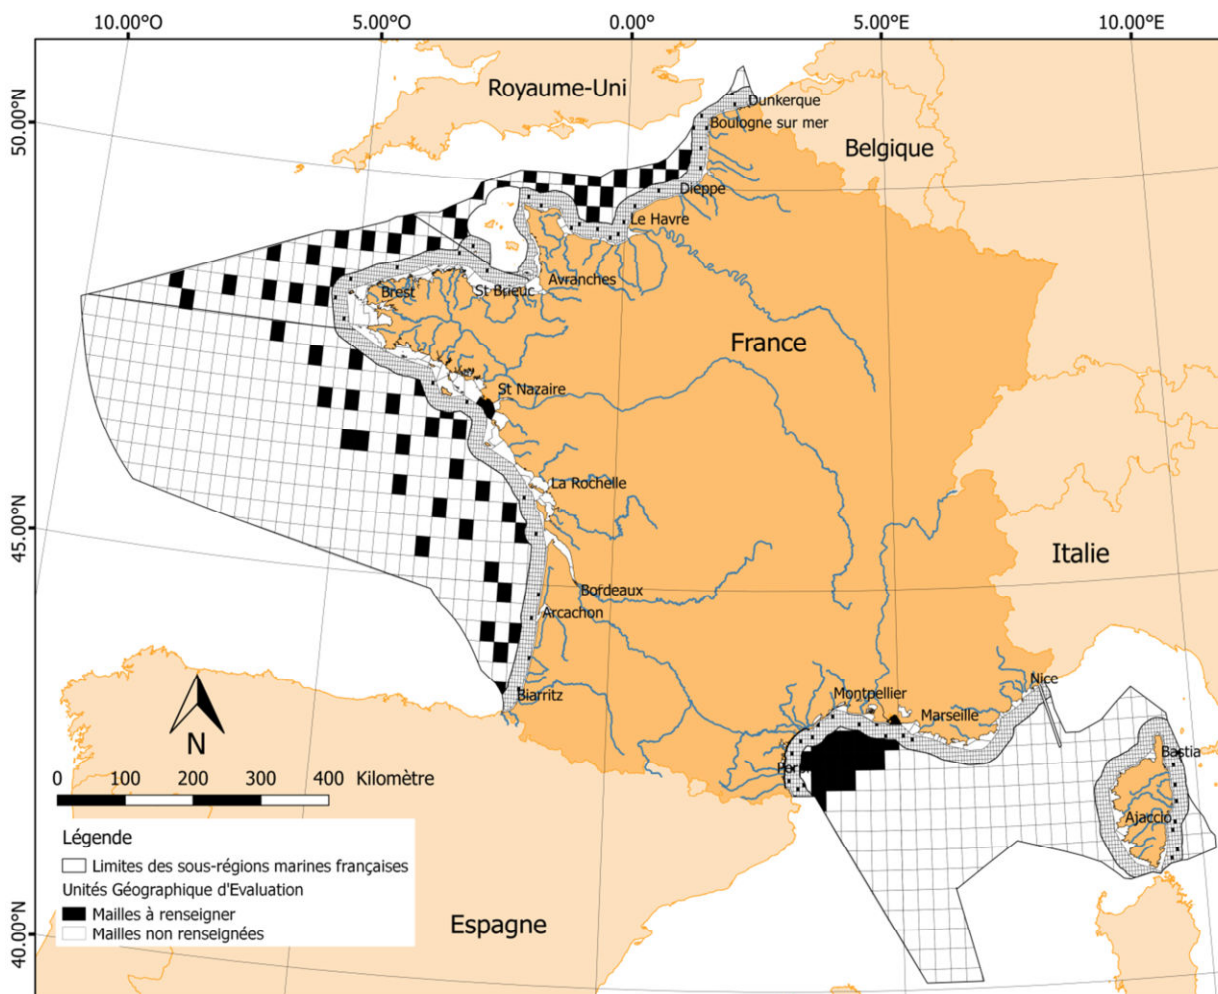 10.00°O 5.00°O 0.00° 5.00°E 10.00°E
50.00°N
45.00°N
40.00°N
Royaume-Uni
Dunkerque
Boulogne sur mer
Belgique
Dieppe
Le Havre
Avranches
St Brieuc
Brest
France
St Nazaire
La Rochelle
Italie
Bordeaux
Arcachon
Biarritz
Nice
Montpellier
Marseille
Bastia
Ajaccio
N
0 100 200 300 400 Kilomètre
Légende
Limites des sous-régions marines françaises
Unités Géographique d'Evaluation
Mailles à renseigner
Mailles non renseignées
Espagne